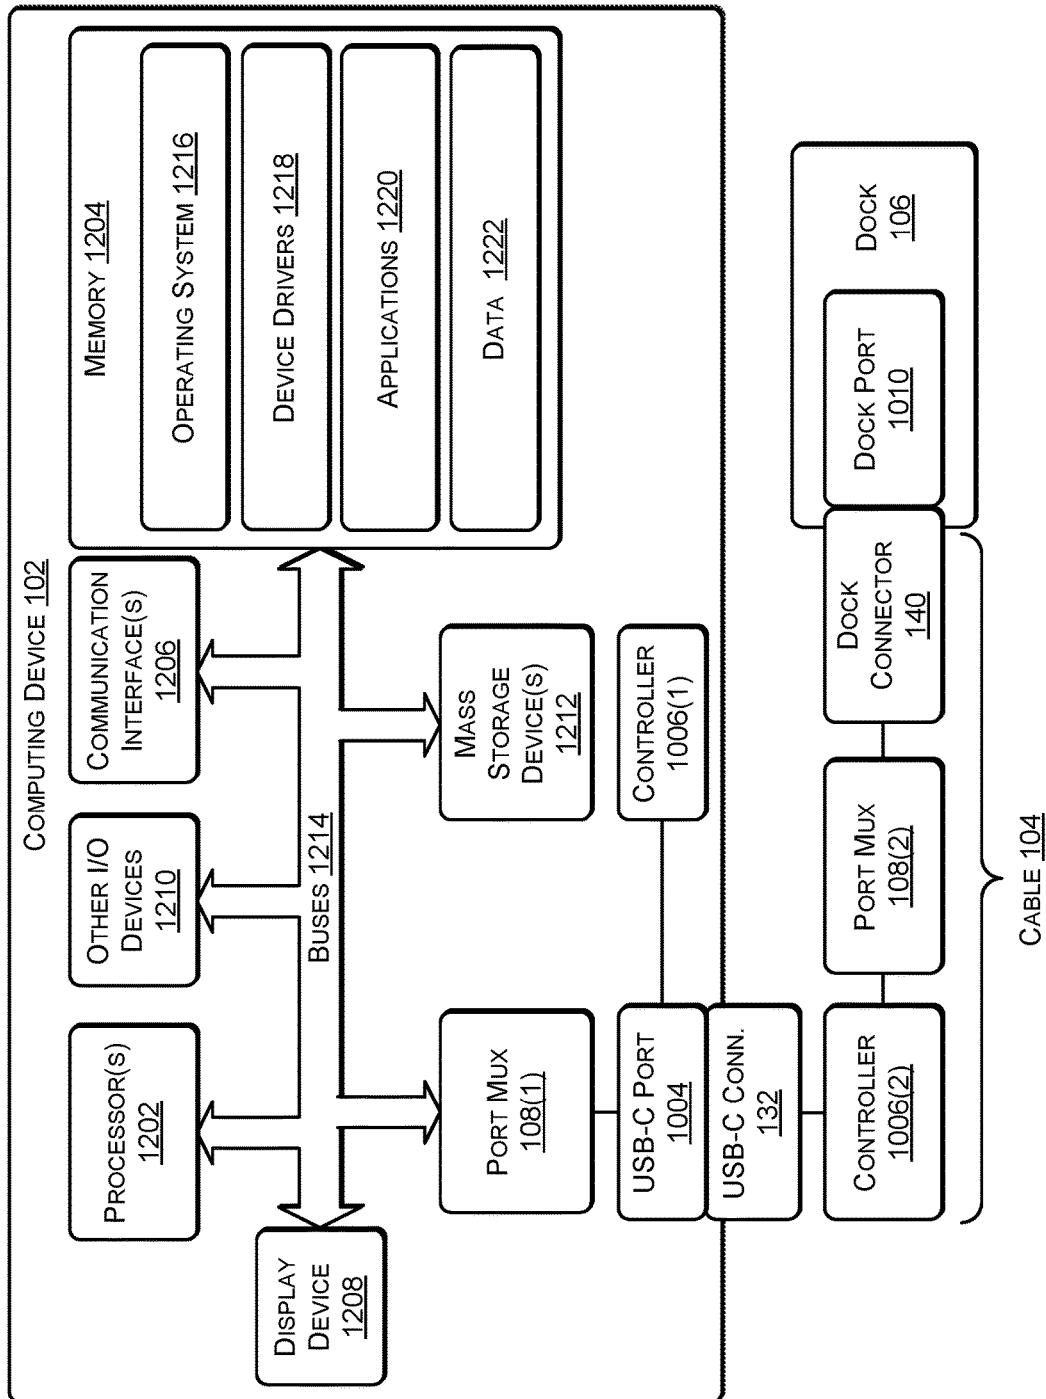 COMPUTING DEVICE 102
PROCESSOR(S)
1202
OTHER I/O
DEVICES
1210
COMMUNICATION
INTERFACE(S)
1206
MEMORY 1204
OPERATING SYSTEM 1216
DEVICE DRIVERS 1218
APPLICATIONS 1220
DATA 1222
DISPLAY
DEVICE
1208
BUSES 1214
PORT MUX
108(1)
MASS
STORAGE
DEVICE(S)
1212
USB-C PORT
1004
CONTROLLER
1006(1)
USB-C CONN.
132
CONTROLLER
1006(2)
PORT MUX
108(2)
DOCK
CONNECTOR
140
DOCK PORT
1010
DOCK
106
CABLE 104